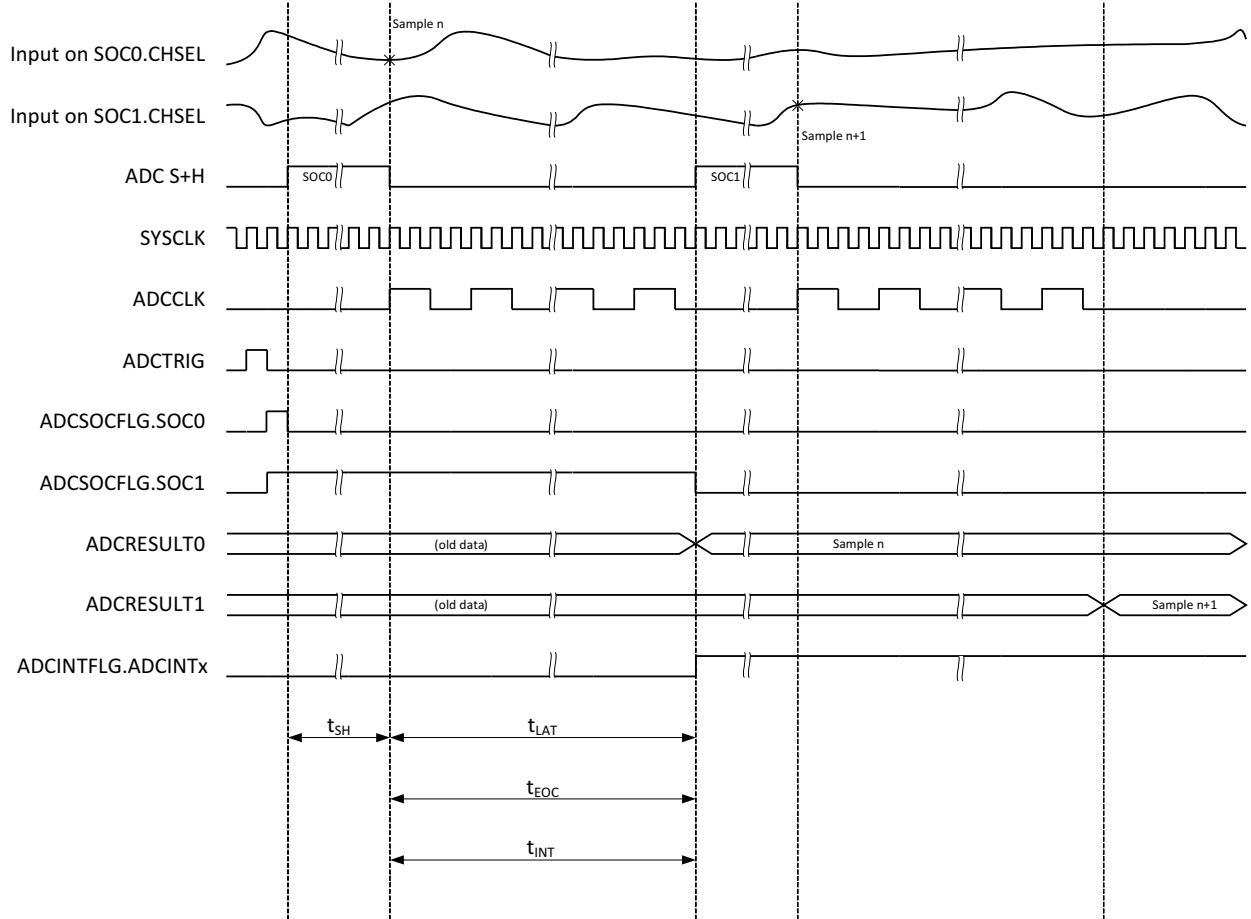 Sample n
Input on SOC0.CHSEL
Input on SOC1.CHSEL
Sample n+1
ADC S+H
SOC0
SOC1
SYSCLK
ADCCLK
ADCTRIG
ADCSOCFLG.SOC0
ADCSOCFLG.SOC1
ADCRESULT0
(old data)
Sample n
ADCRESULT1
(old data)
Sample n+1
ADCINTFLG.ADCINTx
tSH
tLAT
tEOC
tINT